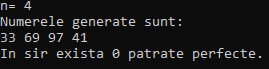 n= 4
Numerele generate sunt:
33 69 97 41
In sir exista 0 patrate perfecte.